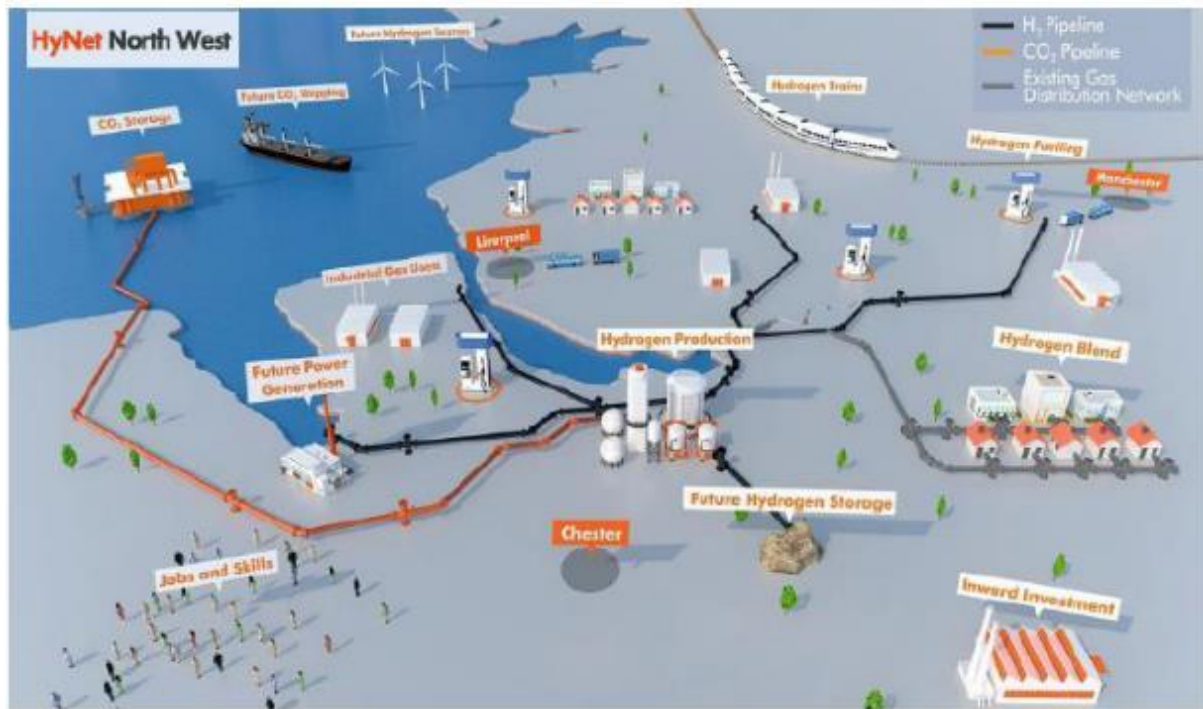 HyNet North West
H₂ Pipeline
CO₂ Pipeline
Existing Gas
Distribution Network
Future Hydrogen Sources
Future CO₂ Shipping
CO₂ Storage
Hydrogen Trains
Hydrogen Fuelling
Manchester
Liverpool
Industrial Gas Users
Hydrogen Production
Future Power
Generation
Hydrogen Blend
Future Hydrogen Storage
Chester
Jobs and Skills
Inward Investment